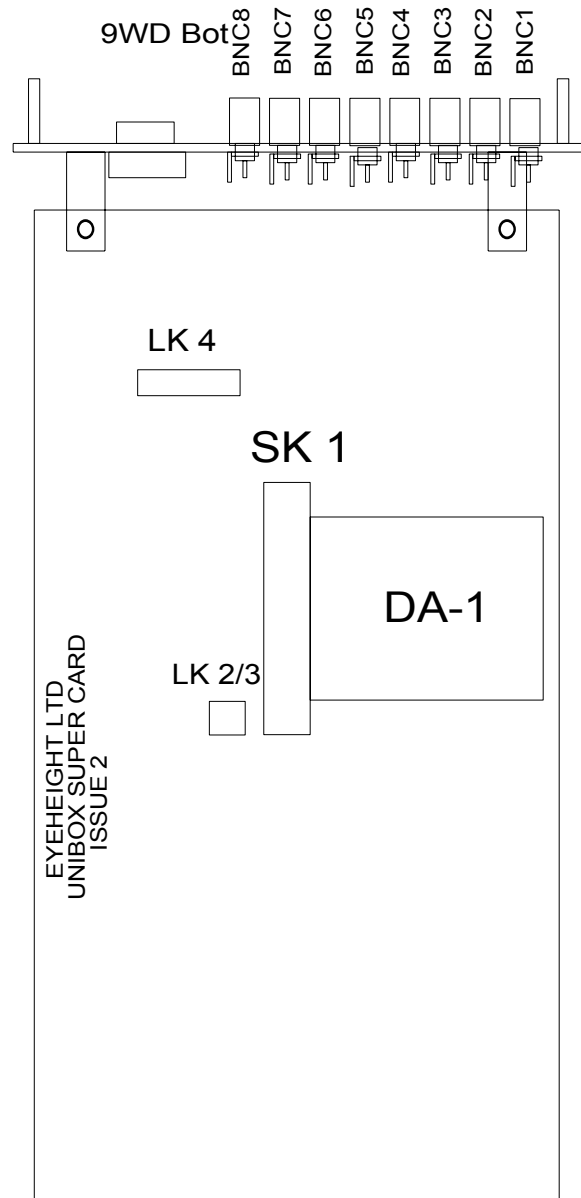 9WD Bot
BNC8
BNC7
BNC6
BNC5
BNC4
BNC3
BNC2
BNC1
LK 4
SK 1
DA-1
LK 2/3
EYEHEIGHT LTD
UNIBOX SUPER CARD
ISSUE 2